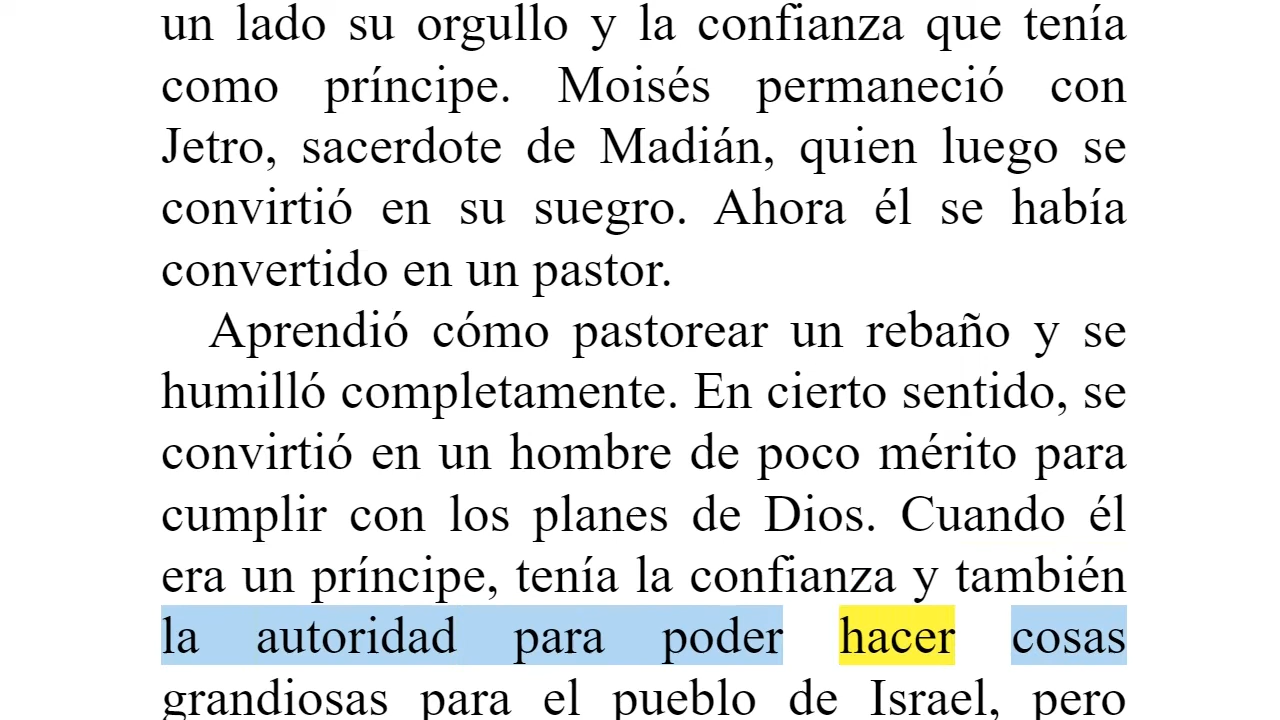 un lado su orgullo y la confianza que tenía
como príncipe. Moisés permaneció con
Jetro, sacerdote de Madián, quien luego se
convirtió en su suegro. Ahora él se había
convertido en un pastor.
Aprendió cómo pastorear un rebaño y se
humilló completamente. En cierto sentido, se
convirtió en un hombre de poco mérito para
cumplir con los planes de Dios. Cuando él
era un príncipe, tenía la confianza y también
la autoridad para poder hacer cosas
grandiosas para el pueblo de Israel, pero